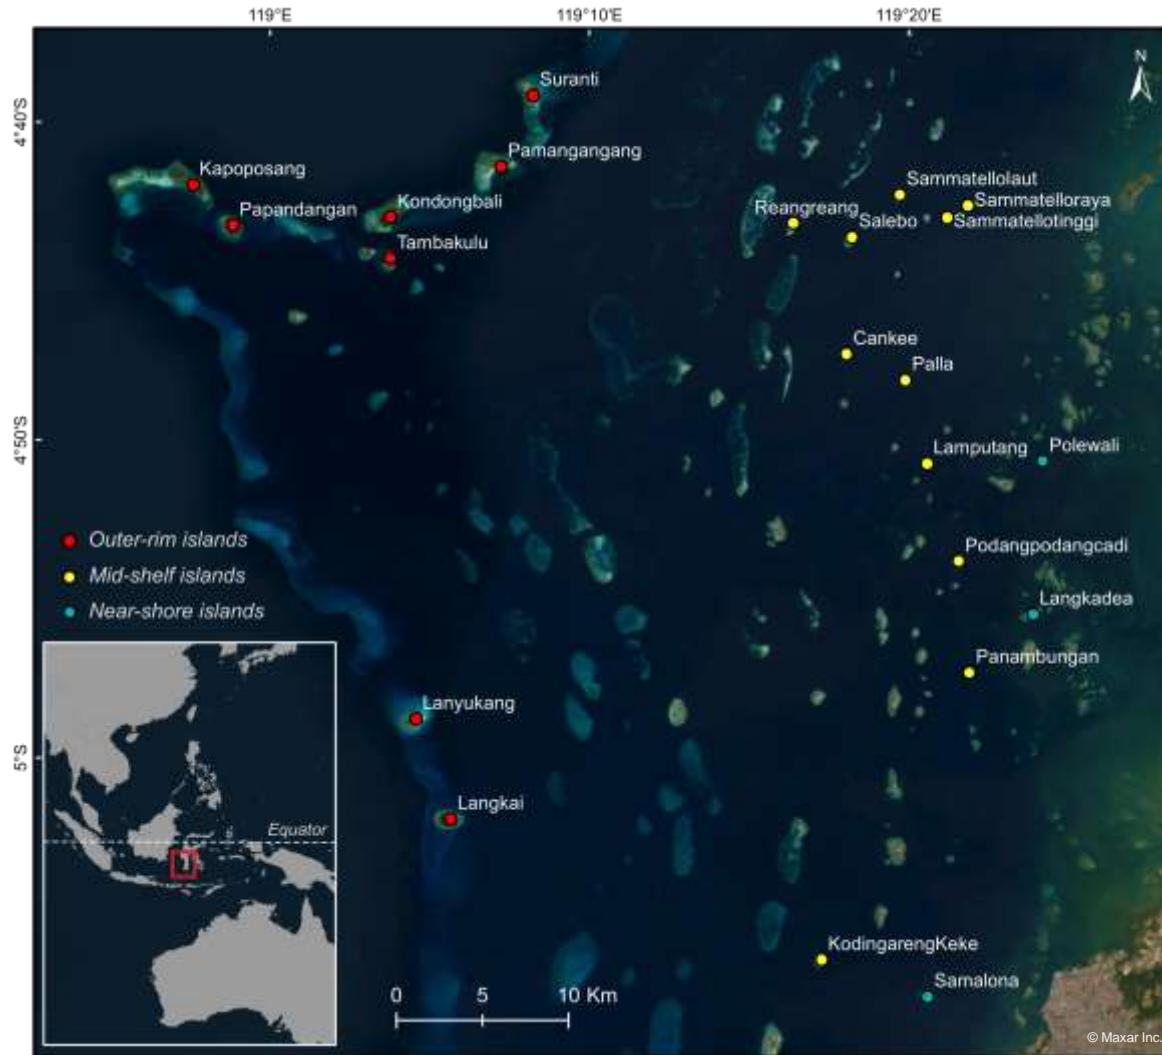 119°E
119°10'E
119°20'E
N
4°40'S
4°50'S
5°S
Suranti
Pamangangang
Kapoposang
Kondongbali
Papandangan
Tambakulu
Sammatellolaut
Sammatelloraya
Reangreang
Salebo
Sammatellotinggi
Cankee
Palla
Lamputang
Polewali
Podangpodangcadi
Langkadea
Panambungan
Outer-rim islands
Mid-shelf islands
Near-shore islands
Lanyukang
Langkai
Equator
KodingarengKeke
Samalona
0 5 10 Km
© Maxar Inc.